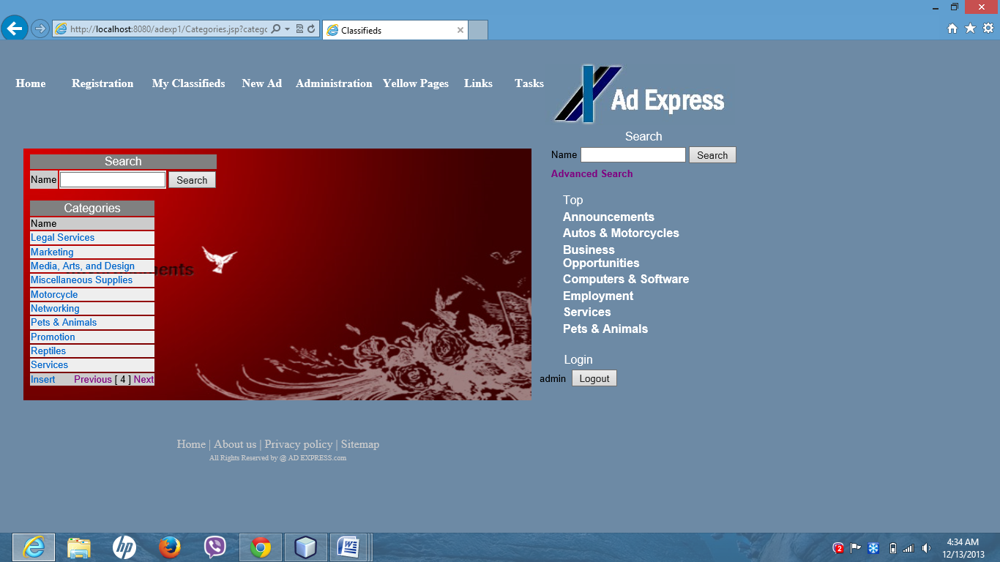 http://localhost:8080/adexp1/Categories.jsp?categ
Classifieds
Home Registration My Classifieds New Ad Administration Yellow Pages Links Tasks
Ad Express
Search
Name Search
Advanced Search
Search
Name Search
Categories
Name
Legal Services
Marketing
Media, Arts, and Design
Miscellaneous Supplies
Motorcycle
Networking
Pets & Animals
Promotion
Reptiles
Services
Insert Previous [ 4 ] Next
Top
Announcements
Autos & Motorcycles
Business
Opportunities
Computers & Software
Employment
Services
Pets & Animals
Login
admin Logout
Home | About us | Privacy policy | Sitemap
All Rights Reserved by @ AD EXPRESS.com
hp
2
4:34 AM
12/13/2013